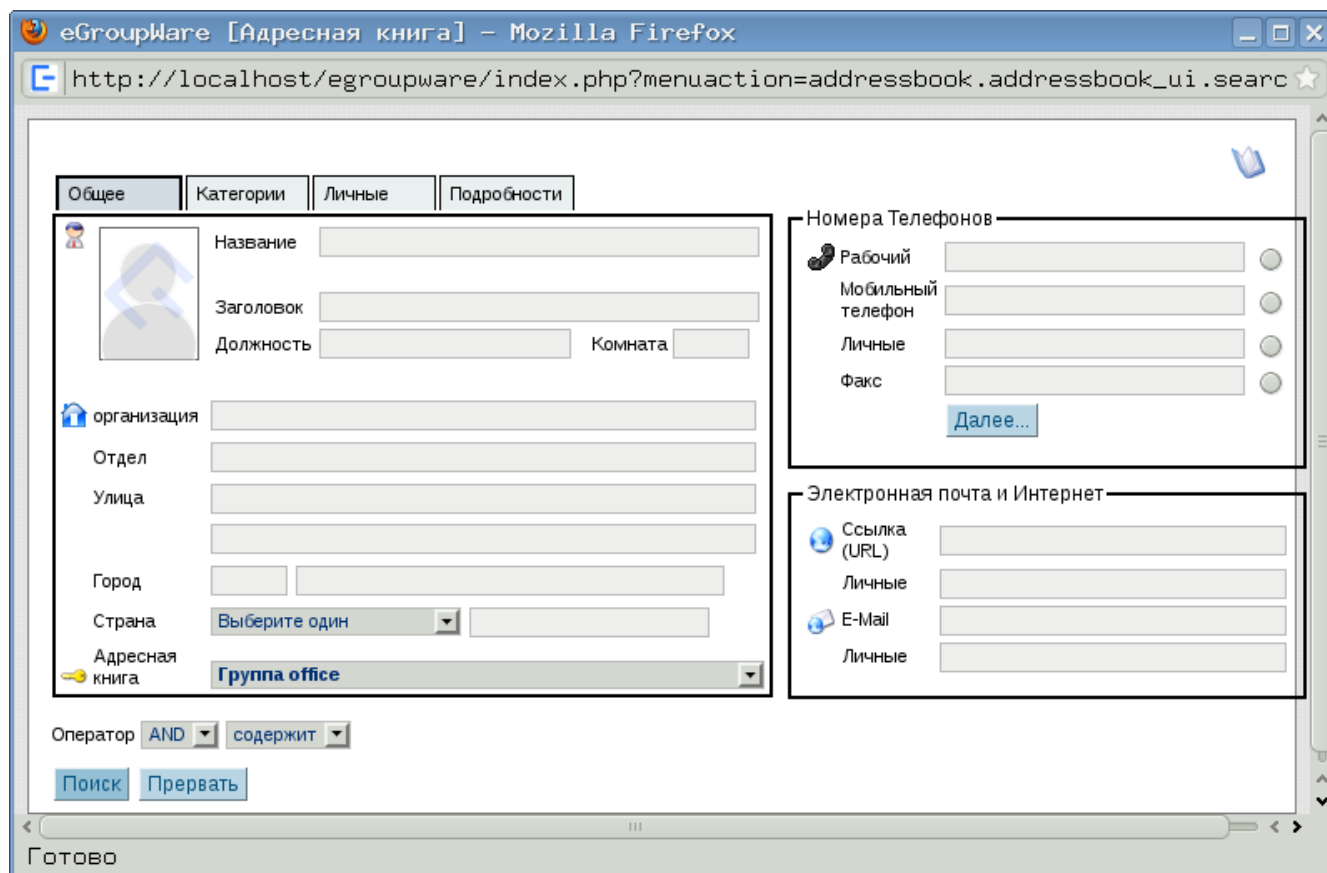 eGroupWare [Адресная книга] – Mozilla Firefox
http://localhost/egroupware/index.php?menuaction=addressbook.addressbook_ui.searc
Общее
Категории
Личные
Подробности
Название
Заголовок
Должность
Комната
организация
Отдел
Улица
Город
Страна
Выберите один
Адресная
книга
Группа office
Номера Телефонов
Рабочий
Мобильный
телефон
Личные
Факс
Далее...
Электронная почта и Интернет
Ссылка
(URL)
Личные
E-Mail
Личные
Оператор AND содержит
Поиск Прервать
Готово